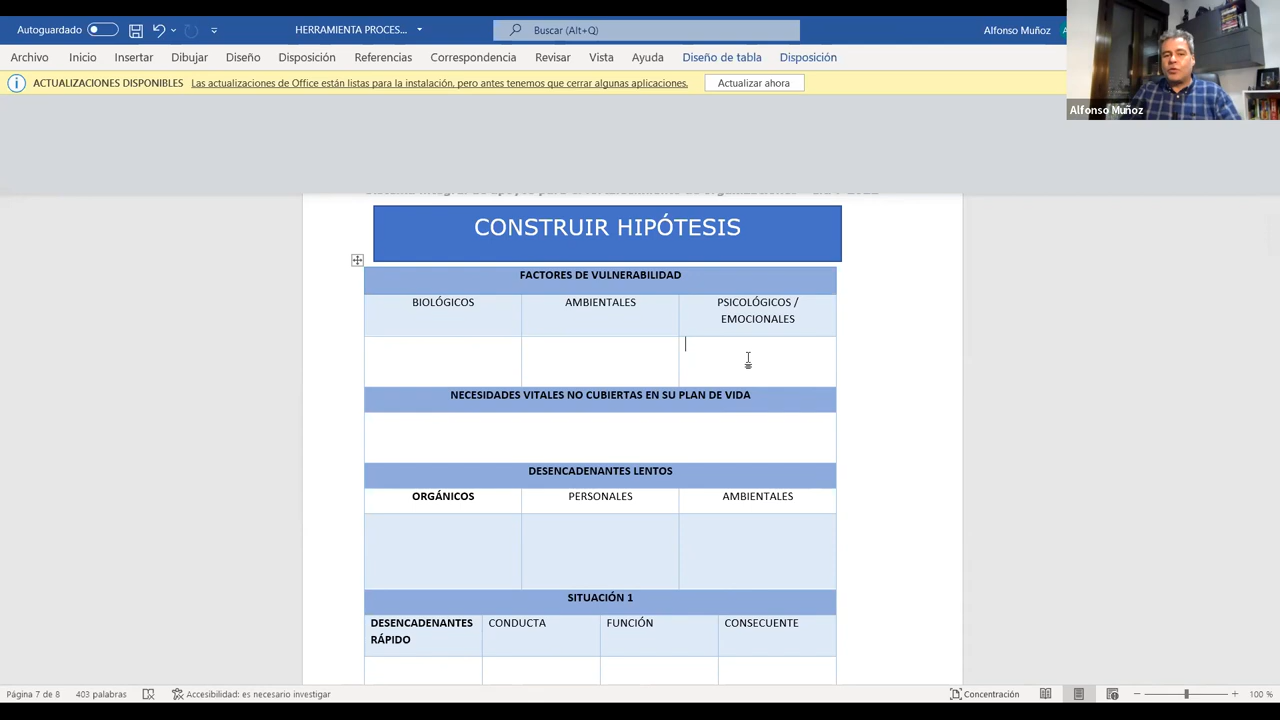 Autoguardado
HERRAMIENTA PROCES...
Buscar (Alt+Q)
Alfonso Muñoz
Archivo Inicio Insertar Dibujar Diseño Disposición Referencias Correspondencia Revisar Vista Ayuda Diseño de tabla Disposición
ACTUALIZACIONES DISPONIBLES Las actualizaciones de Office están listas para la instalación, pero antes tenemos que cerrar algunas aplicaciones. Actualizar ahora
Alfonso Muñoz
CONSTRUIR HIPÓTESIS
FACTORES DE VULNERABILIDAD
BIOLÓGICOS AMBIENTALES PSICOLÓGICOS /
EMOCIONALES
NECESIDADES VITALES NO CUBIERTAS EN SU PLAN DE VIDA
DESENCADENANTES LENTOS
ORGÁNICOS PERSONALES AMBIENTALES
SITUACIÓN 1
DESENCADENANTES CONDUCTA FUNCIÓN CONSECUENTE
RÁPIDO
Página 7 de 8 403 palabras Accesibilidad: es necesario investigar Concentración 100 %